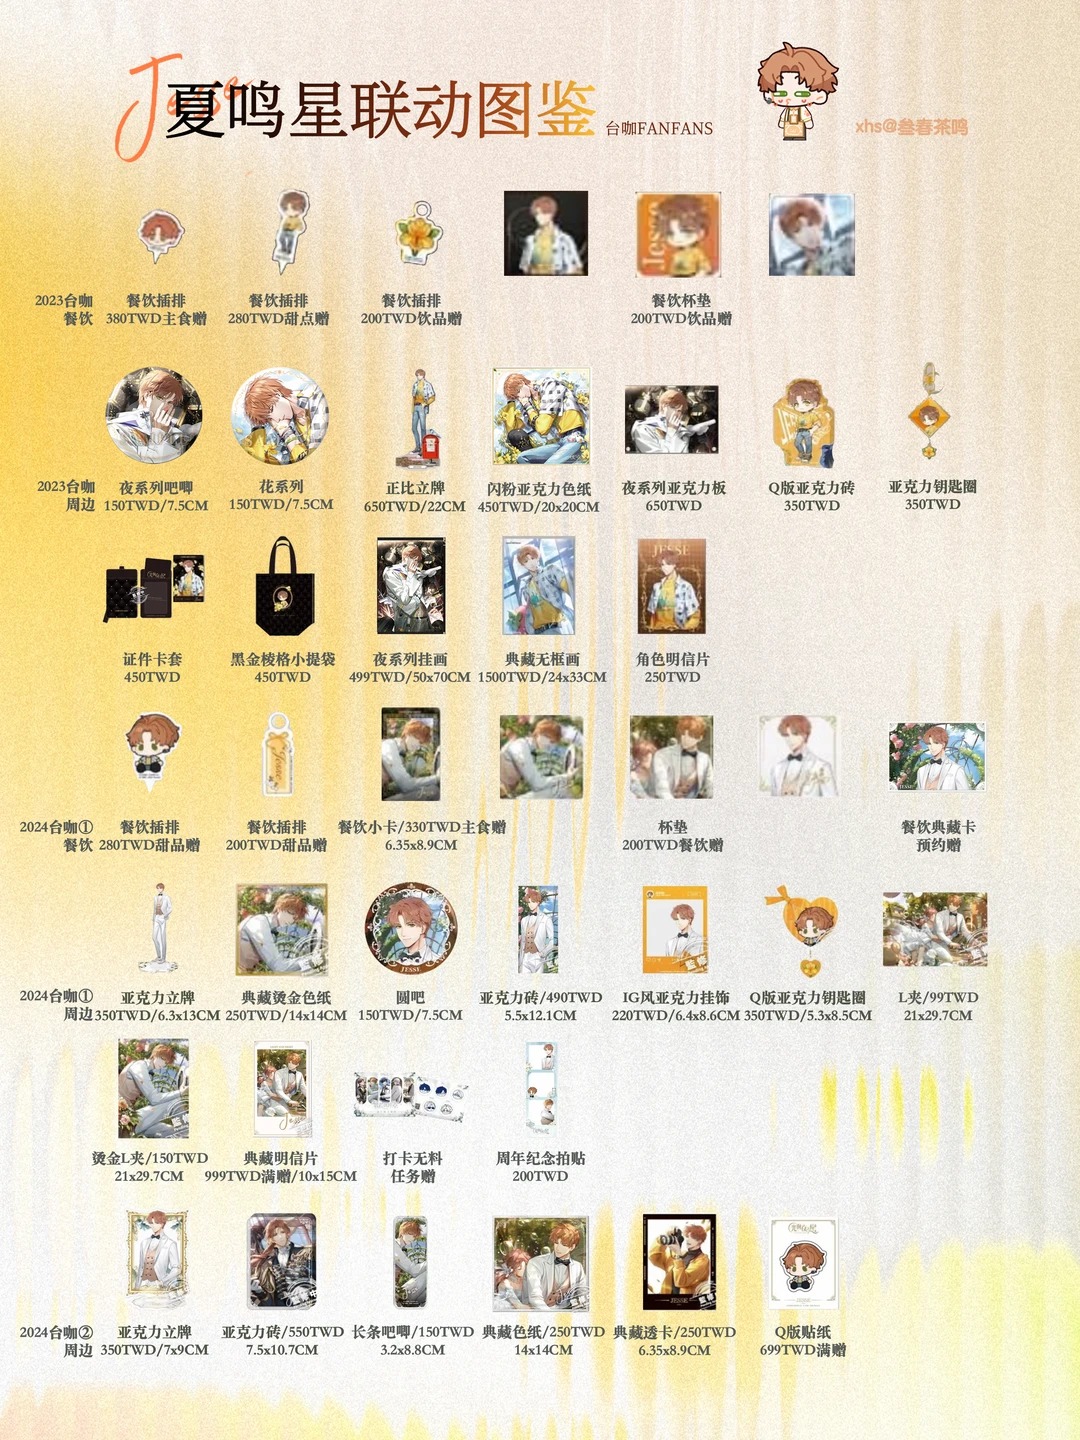 Jesse
夏鸣星联动图鉴
台咖FANFANS
xhs@叁春茶鸣
2023台咖 餐饮插排 餐饮插排 餐饮插排 餐饮杯垫
餐饮 380TWD主食赠 280TWD甜点赠 200TWD饮品赠 200TWD饮品赠
2023台咖 夜系列吧唧 花系列 正比立牌 闪粉亚克力色纸 夜系列亚克力板 Q版亚克力砖 亚克力钥匙圈
周边 150TWD/7.5CM 150TWD/7.5CM 650TWD/22CM 450TWD/20x20CM 650TWD 350TWD 350TWD
证件卡套 黑金棱格小提袋 夜系列挂画 典藏无框画 角色明信片
450TWD 450TWD 499TWD/50x70CM 1500TWD/24x33CM 250TWD
2024台咖① 餐饮插排 餐饮插排 餐饮小卡/330TWD主食赠 杯垫 餐饮典藏卡
餐饮 280TWD甜品赠 200TWD甜品赠 6.35x8.9CM 200TWD餐饮赠 预约赠
2024台咖① 亚克力立牌 典藏烫金色纸 圆吧 亚克力砖/490TWD IG风亚克力挂饰 Q版亚克力钥匙圈 L夹/99TWD
周边 350TWD/6.3x13CM 250TWD/14x14CM 150TWD/7.5CM 5.5x12.1CM 220TWD/6.4x8.6CM 350TWD/5.3x8.5CM 21x29.7CM
烫金L夹/150TWD 典藏明信片 打卡无料 周年纪念拍贴
21x29.7CM 999TWD满赠/10x15CM 任务赠 200TWD
2024台咖② 亚克力立牌 亚克力砖/550TWD 长条吧唧/150TWD 典藏色纸/250TWD 典藏透卡/250TWD Q版贴纸
周边 350TWD/7x9CM 7.5x10.7CM 3.2x8.8CM 14x14CM 6.35x8.9CM 699TWD满赠